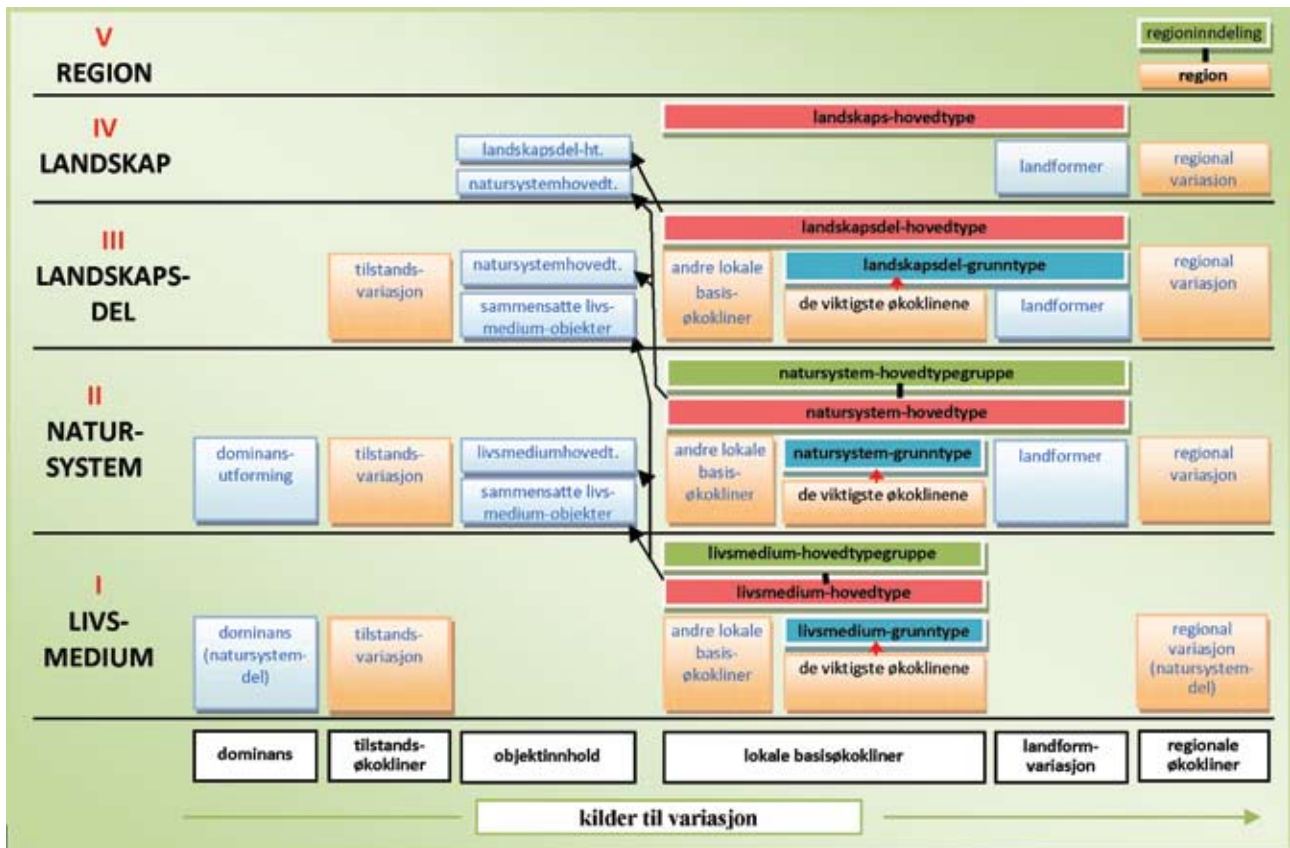 V
REGION
regioninndeling
region
IV
LANDSKAP
landskaps-hovedtype
landskapsdel-ht.
natursystemhovedt.
landformer
regional
variasjon
III
LANDSKAPS-
DEL
landskapsdel-hovedtype
tilstands-
variasjon
natursystemhovedt.
sammensatte livs-
medium-objekter
andre lokale
basis-
økokliner
landskapsdel-grunntype
de viktigste økoklinene
landformer
regional
variasjon
II
NATUR-
SYSTEM
natursystem-hovedtypegruppe
natursystem-hovedtype
dominans-
utforming
tilstands-
variasjon
livsmediumhovedt.
sammensatte livs-
medium-objekter
andre lokale
basis-
økokliner
natursystem-grunntype
de viktigste økoklinene
landformer
regional
variasjon
I
LIVS-
MEDIUM
livsmedium-hovedtypegruppe
livsmedium-hovedtype
dominans
(natursystem-
del)
tilstands-
variasjon
andre lokale
basis-
økokliner
livsmedium-grunntype
de viktigste økoklinene
regional
variasjon
(natursystem-
del)
dominans
tilstands-
økokliner
objektinnhold
lokale basisøkokliner
landform-
variasjon
regionale
økokliner
kilder til variasjon